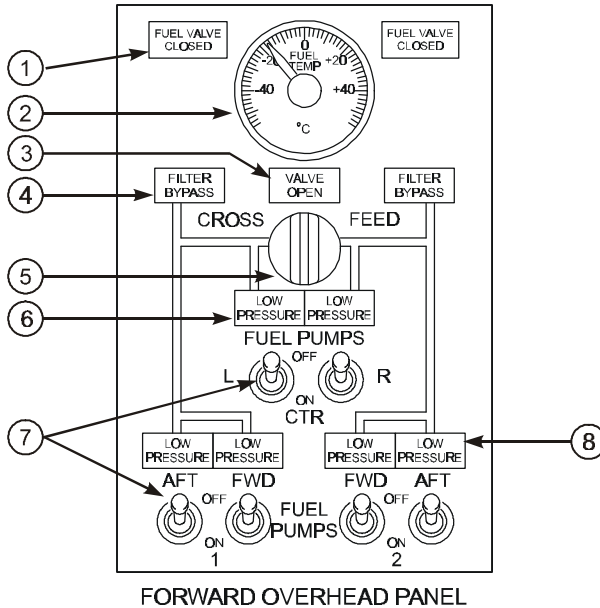 FUEL VALVE
CLOSED
FUEL VALVE
CLOSED
1
-20 0 +20
FUEL
TEMP
-40 +40
°C
2
3
4
FILTER
BYPASS
VALVE
OPEN
FILTER
BYPASS
CROSS FEED
5
6
LOW
PRESSURE
LOW
PRESSURE
FUEL PUMPS
OFF
L R
ON
CTR
7
LOW
PRESSURE
LOW
PRESSURE
LOW
PRESSURE
LOW
PRESSURE
8
AFT FWD FWD AFT
OFF OFF
FUEL
PUMPS
ON ON
1 2
FORWARD OVERHEAD PANEL